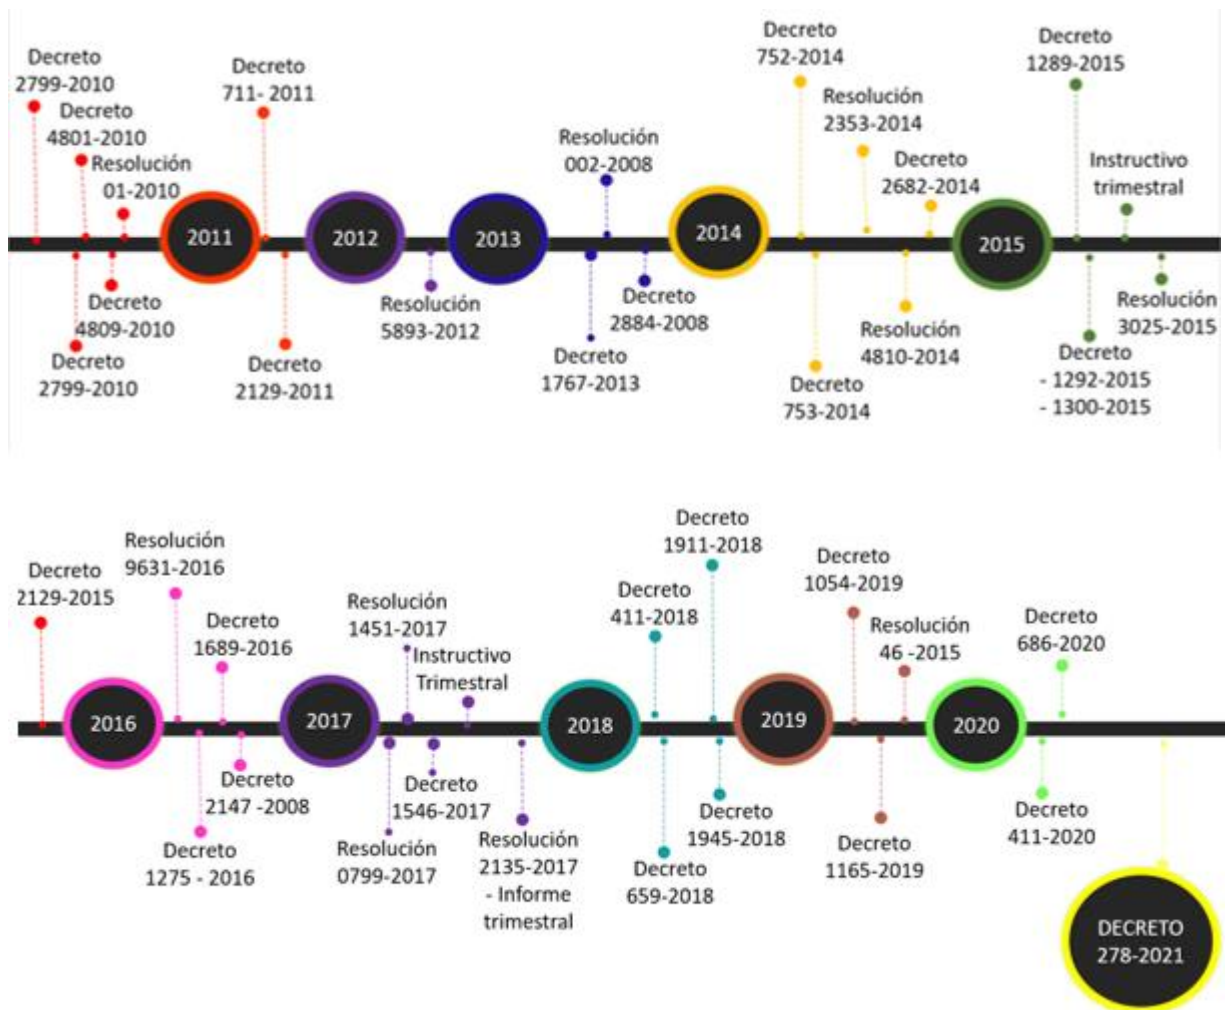 Decreto
2799-2010
Decreto
4801-2010
Resolución
01-2010
Decreto
4809-2010
Decreto
2799-2010
2011
Decreto
711- 2011
Decreto
2129-2011
2012
Resolución
5893-2012
2013
Resolución
002-2008
Decreto
2884-2008
Decreto
1767-2013
2014
Decreto
752-2014
Resolución
2353-2014
Decreto
2682-2014
Resolución
4810-2014
Decreto
753-2014
2015
Decreto
1289-2015
Instructivo
trimestral
Resolución
3025-2015
Decreto
- 1292-2015
- 1300-2015
Decreto
2129-2015
2016
Resolución
9631-2016
Decreto
1689-2016
Decreto
2147 -2008
Decreto
1275 - 2016
2017
Resolución
1451-2017
Instructivo
Trimestral
Decreto
1546-2017
Resolución
0799-2017
Resolución
2135-2017
- Informe
trimestral
2018
Decreto
411-2018
Decreto
1911-2018
Decreto
1945-2018
Decreto
659-2018
2019
Decreto
1054-2019
Resolución
46 -2015
Decreto
1165-2019
2020
Decreto
686-2020
Decreto
411-2020
DECRETO
278-2021